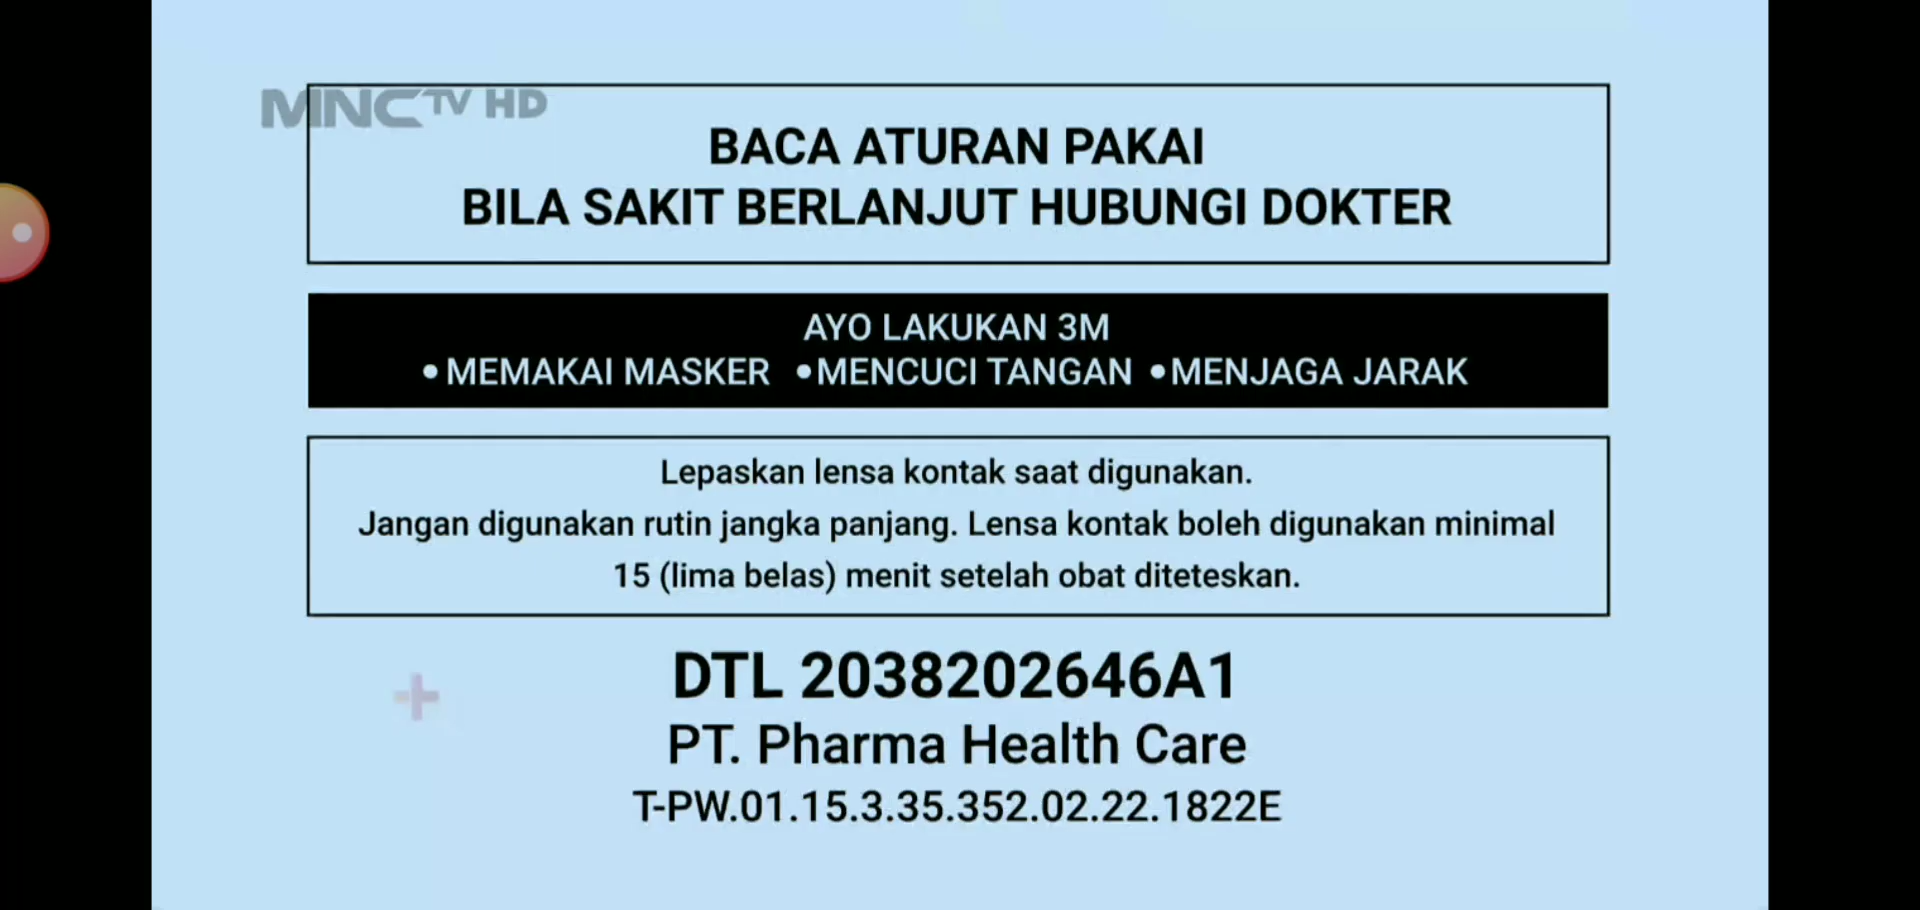 MNCTV HD
BACA ATURAN PAKAI
BILA SAKIT BERLANJUT HUBUNGI DOKTER
AYO LAKUKAN 3M
• MEMAKAI MASKER • MENCUCI TANGAN • MENJAGA JARAK
Lepaskan lensa kontak saat digunakan.
Jangan digunakan rutin jangka panjang. Lensa kontak boleh digunakan minimal
15 (lima belas) menit setelah obat diteteskan.
DTL 2038202646A1
PT. Pharma Health Care
T-PW.01.15.3.35.352.02.22.1822E